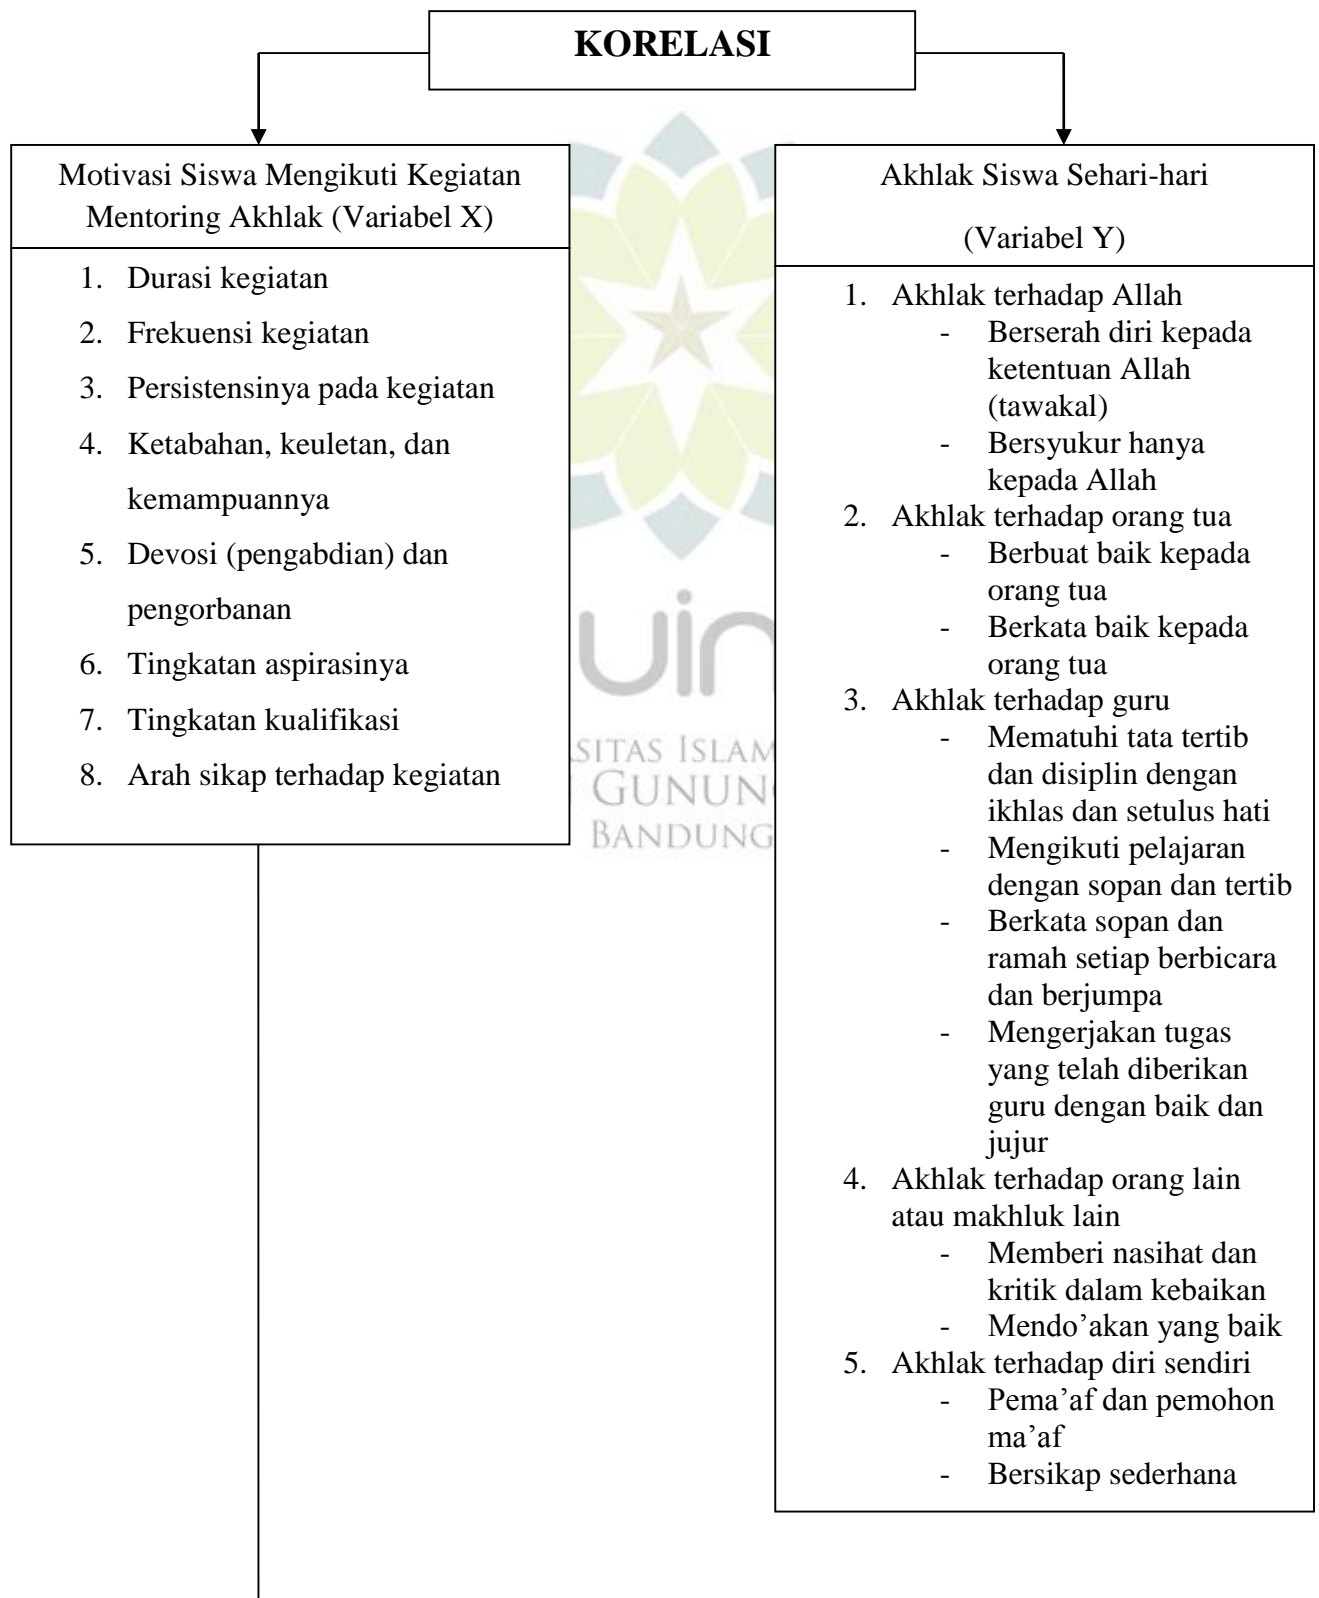 KORELASI
Motivasi Siswa Mengikuti Kegiatan
Mentoring Akhlak (Variabel X)
1. Durasi kegiatan
2. Frekuensi kegiatan
3. Persistensinya pada kegiatan
4. Ketabahan, keuletan, dan
kemampuannya
5. Devosi (pengabdian) dan
pengorbanan
6. Tingkatan aspirasinya
7. Tingkatan kualifikasi
8. Arah sikap terhadap kegiatan
Akhlak Siswa Sehari-hari
(Variabel Y)
1. Akhlak terhadap Allah
- Berserah diri kepada
ketentuan Allah
(tawakal)
- Bersyukur hanya
kepada Allah
2. Akhlak terhadap orang tua
- Berbuat baik kepada
orang tua
- Berkata baik kepada
orang tua
3. Akhlak terhadap guru
- Mematuhi tata tertib
dan disiplin dengan
ikhlas dan setulus hati
- Mengikuti pelajaran
dengan sopan dan tertib
- Berkata sopan dan
ramah setiap berbicara
dan berjumpa
- Mengerjakan tugas
yang telah diberikan
guru dengan baik dan
jujur
4. Akhlak terhadap orang lain
atau makhluk lain
- Memberi nasihat dan
kritik dalam kebaikan
- Mendo’akan yang baik
5. Akhlak terhadap diri sendiri
- Pema’af dan pemohon
ma’af
- Bersikap sederhana
uin
SITAS ISLAM
GUNUN
BANDUNG